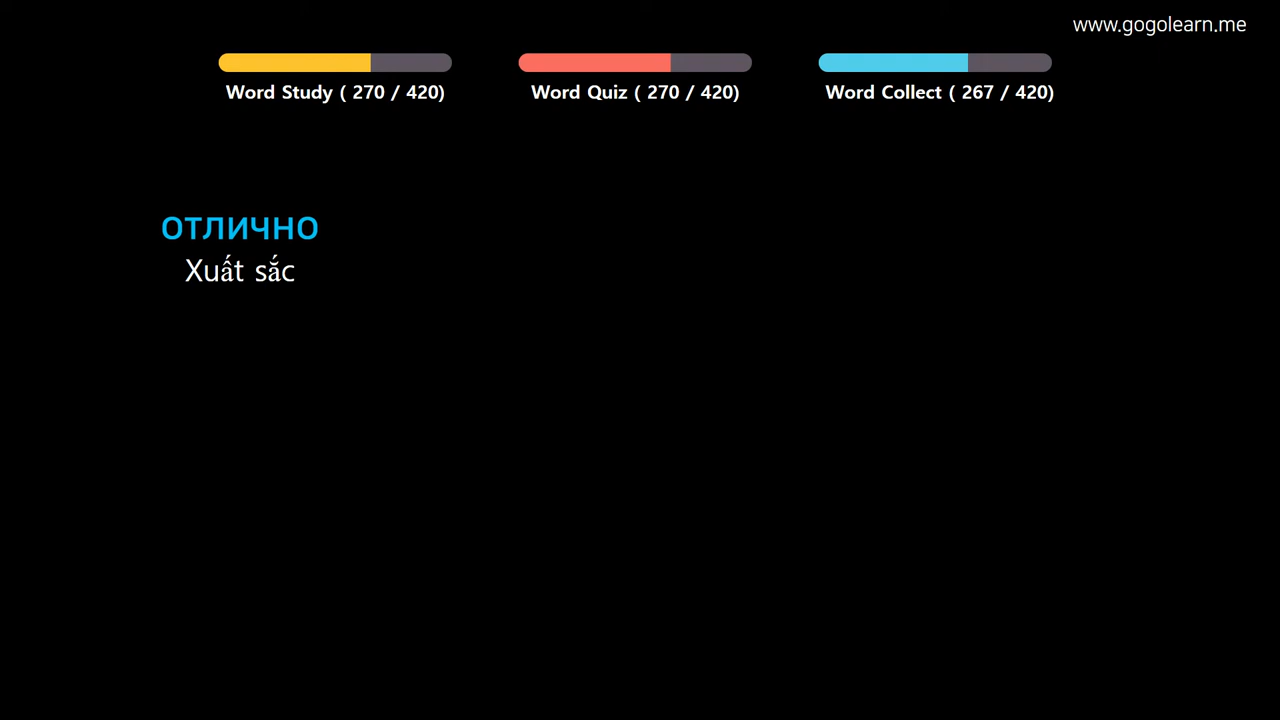 www.gogolearn.me
Word Study ( 270 / 420)
Word Quiz ( 270 / 420)
Word Collect ( 267 / 420)
отлично
Xuất sắc